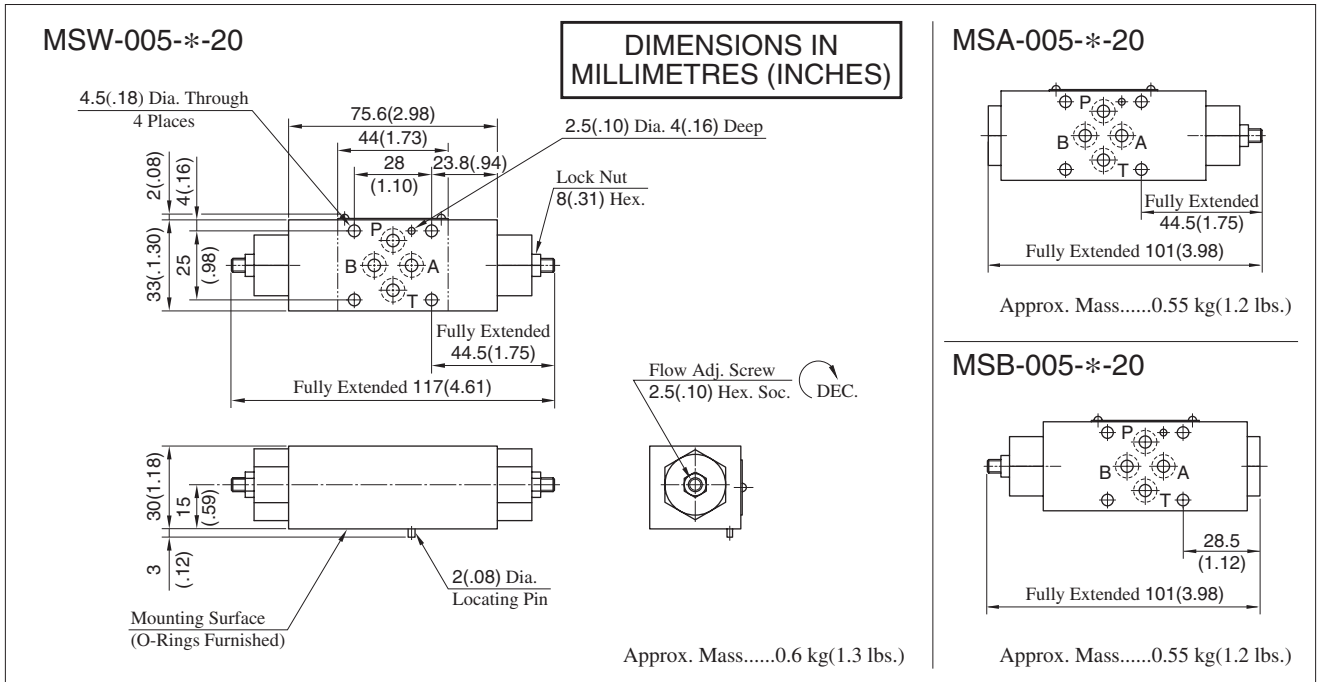 MSW-005-*-20
DIMENSIONS IN
MILLIMETRES (INCHES)
4.5(.18) Dia. Through
4 Places
75.6(2.98)
44(1.73)
28
(1.10)
23.8(.94)
2.5(.10) Dia. 4(.16) Deep
Lock Nut
8(.31) Hex.
2(.08)
4(.16)
33(.1.30)
25
(.98)
P
B
A
T
Fully Extended
44.5(1.75)
Fully Extended 117(4.61)
Flow Adj. Screw
2.5(.10) Hex. Soc.
DEC.
30(1.18)
15
(.59)
3
(.12)
2(.08) Dia.
Locating Pin
Mounting Surface
(O-Rings Furnished)
Approx. Mass......0.6 kg(1.3 lbs.)
MSA-005-*-20
P
B
A
T
Fully Extended
44.5(1.75)
Fully Extended 101(3.98)
Approx. Mass......0.55 kg(1.2 lbs.)
MSB-005-*-20
P
B
A
T
28.5
(1.12)
Fully Extended 101(3.98)
Approx. Mass......0.55 kg(1.2 lbs.)